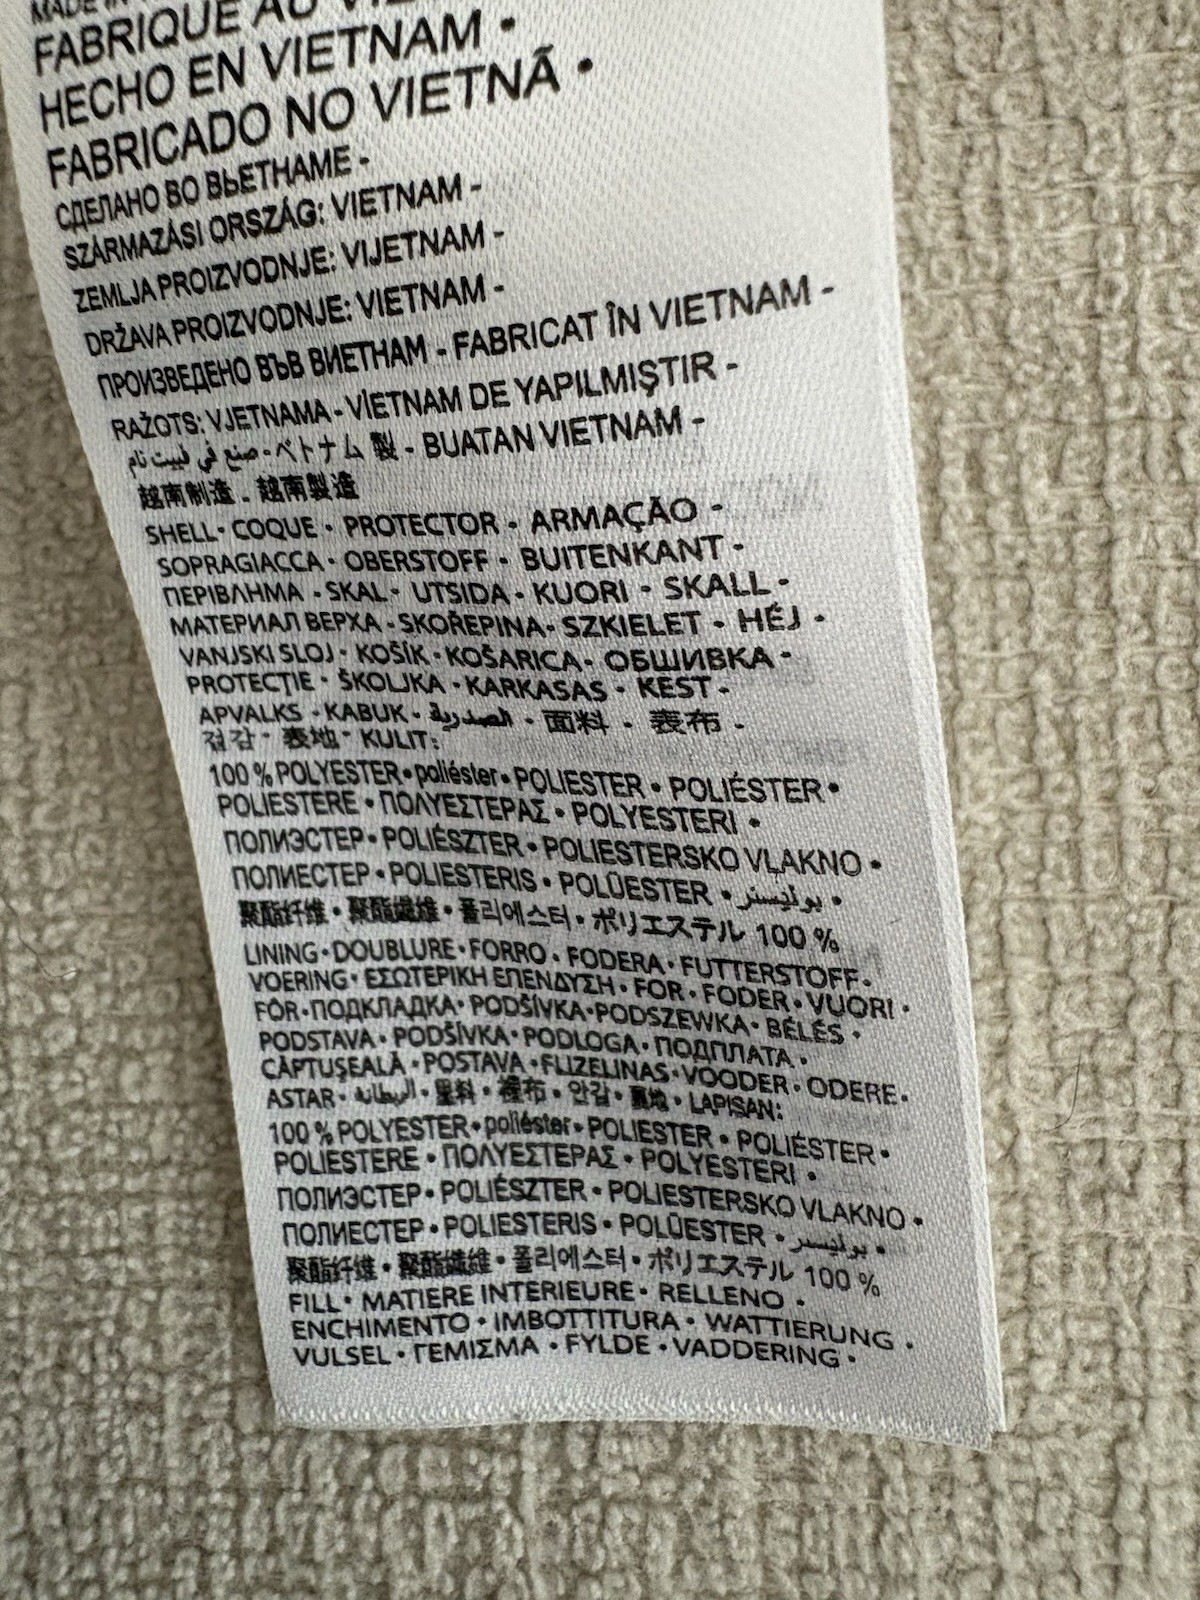 MADE IN
FABRIQUÉ AU VIE
HECHO EN VIETNAM •
FABRICADO NO VIETNÃ •
СДЕЛАНО ВО ВЬЕТНАМЕ -
SZÁRMAZÁSI ORSZÁG: VIETNAM -
ZEMLJA PROIZVODNJE: VIJETNAM -
DRŽAVA PROIZVODNJE: VIETNAM -
ПРОИЗВЕДЕНО ВЪВ ВИЕТНАМ - FABRICAT ÎN VIETNAM -
RAŽOTS: VJETNAMA - VİETNAM DE YAPILMIŞTIR -
صنع في فييت نام - ベトナム 製 - BUATAN VIETNAM -
越南制造 - 越南製造
SHELL • COQUE • PROTECTOR • ARMAÇÃO •
SOPRAGIACCA • OBERSTOFF • BUITENKANT •
ΠΕΡΙΒΛΗΜΑ • SKAL • UTSIDA • KUORI • SKALL •
МАТЕРИАЛ ВЕРХА • SKOŘEPINA • SZKIELET • HÉJ •
VANJSKI SLOJ • KOŠÍK • KOŠARICA • ОБШИВКА •
PROTECŢIE • ŠKOLJKA • KARKASAS • KEST •
APVALKS • KABUK • الصدرية • 面料 • 表布 •
겉감 • 表地 • KULIT:
100 % POLYESTER • poliéster • POLIESTER • POLIÉSTER •
POLIESTERE • ΠΟΛΥΕΣΤΕΡΑΣ • POLYESTERI •
ПОЛИЭСТЕР • POLIÉSZTER • POLIESTERSKO VLAKNO •
ПОЛИЕСТЕР • POLIESTERIS • POLÜESTER • بوليستر •
聚酯纤维 • 聚酯纖維 • 폴리에스터 • ポリエステル 100 %
LINING • DOUBLURE • FORRO • FODERA • FUTTERSTOFF •
VOERING • ΕΣΩΤΕΡΙΚΗ ΕΠΕΝΔΥΣΗ • FOR • FODER • VUORI •
FÔR • ПОДКЛАДКА • PODŠÍVKA • PODSZEWKA • BÉLÉS •
PODSTAVA • PODŠÍVKA • PODLOGA • ПОДПЛАТА •
CĂPTUŞEALĂ • POSTAVA • FLIZELINAS • VOODER • ODERE •
ASTAR • البطانة • 里料 • 裡布 • 안감 • 裏地 • LAPISAN:
100 % POLYESTER • poliéster • POLIESTER • POLIÉSTER •
POLIESTERE • ΠΟΛΥΕΣΤΕΡΑΣ • POLYESTERI •
ПОЛИЭСТЕР • POLIÉSZTER • POLIESTERSKO VLAKNO •
ПОЛИЕСТЕР • POLIESTERIS • POLÜESTER • بوليستر •
聚酯纤维 • 聚酯纖維 • 폴리에스터 • ポリエステル 100 %
FILL • MATIERE INTERIEURE • RELLENO •
ENCHIMENTO • IMBOTTITURA • WATTIERUNG •
VULSEL • ΓΕΜΙΣΜΑ • FYLDE • VADDERING •